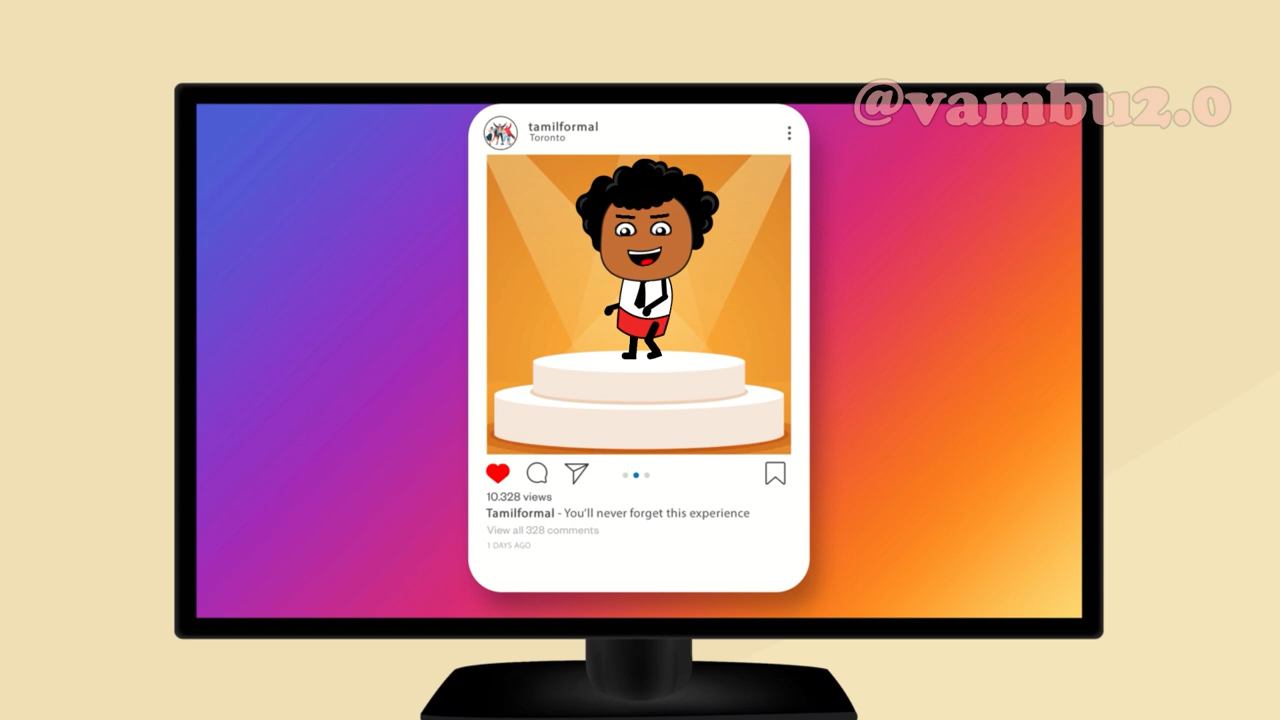 @vambu2.0
tamilformal
Toronto
10.328 views
Tamilformal - You'll never forget this experience
View all 328 comments
1 DAYS AGO